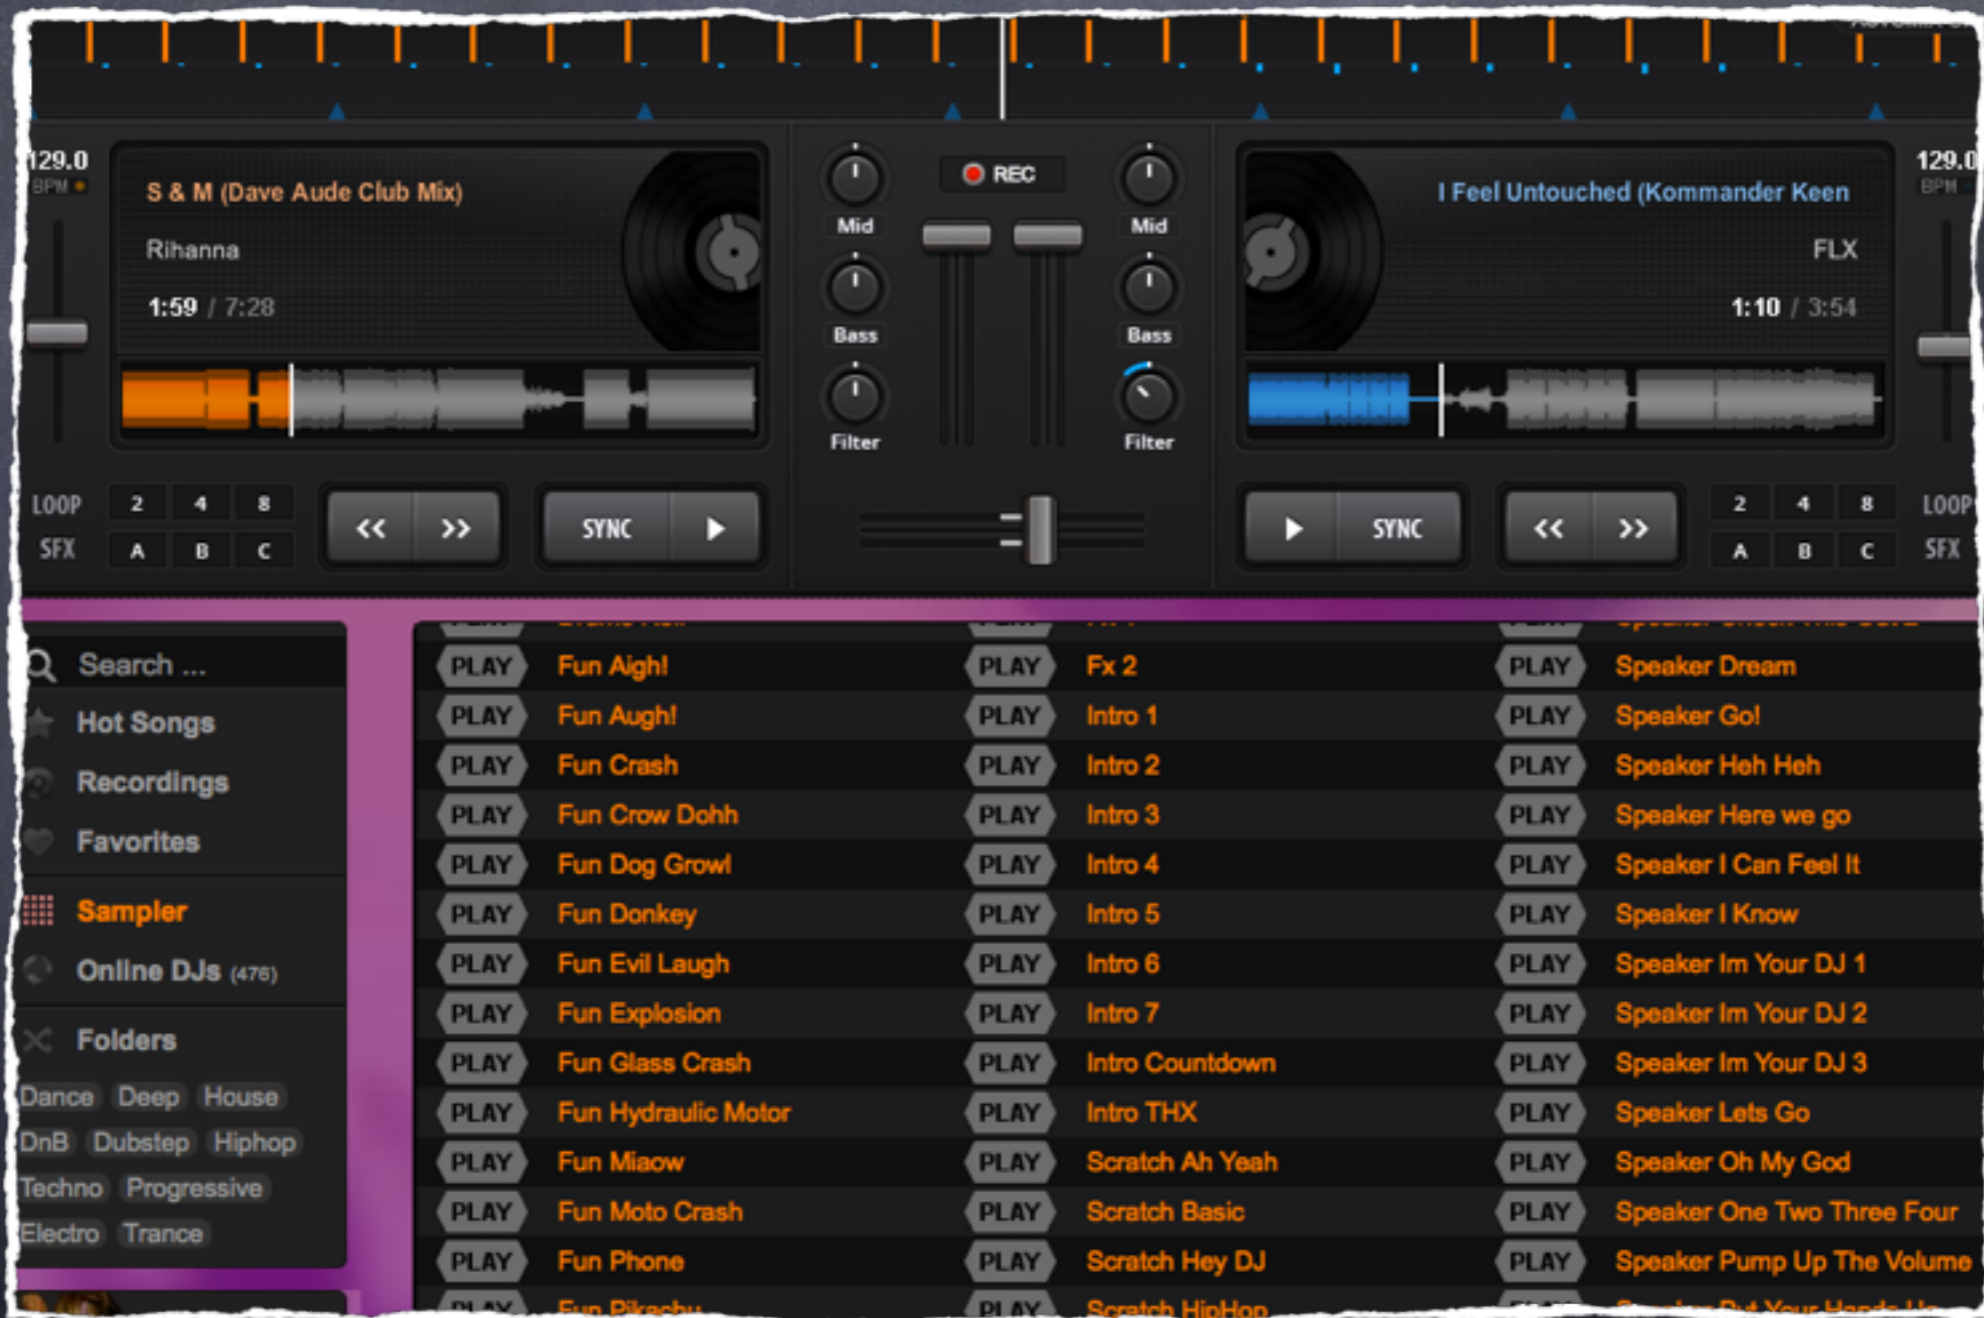 129.0
BPM
S & M (Dave Aude Club Mix)
Rihanna
1:59 / 7:28
Mid
Bass
Filter
REC
Mid
Bass
Filter
I Feel Untouched (Kommander Keen
FLX
1:10 / 3:54
129.0
BPM
LOOP 2 4 8
SFX A B C
<< >>
SYNC
SYNC
<< >>
2 4 8 LOOP
A B C SFX
Search ...
Hot Songs
Recordings
Favorites
Sampler
Online DJs (476)
Folders
Dance Deep House
DnB Dubstep Hiphop
Techno Progressive
Electro Trance
PLAY Fun Aigh! PLAY Fx 2 PLAY Speaker Dream
PLAY Fun Augh! PLAY Intro 1 PLAY Speaker Go!
PLAY Fun Crash PLAY Intro 2 PLAY Speaker Heh Heh
PLAY Fun Crow Dohh PLAY Intro 3 PLAY Speaker Here we go
PLAY Fun Dog Growl PLAY Intro 4 PLAY Speaker I Can Feel It
PLAY Fun Donkey PLAY Intro 5 PLAY Speaker I Know
PLAY Fun Evil Laugh PLAY Intro 6 PLAY Speaker Im Your DJ 1
PLAY Fun Explosion PLAY Intro 7 PLAY Speaker Im Your DJ 2
PLAY Fun Glass Crash PLAY Intro Countdown PLAY Speaker Im Your DJ 3
PLAY Fun Hydraulic Motor PLAY Intro THX PLAY Speaker Lets Go
PLAY Fun Miaow PLAY Scratch Ah Yeah PLAY Speaker Oh My God
PLAY Fun Moto Crash PLAY Scratch Basic PLAY Speaker One Two Three Four
PLAY Fun Phone PLAY Scratch Hey DJ PLAY Speaker Pump Up The Volume
PLAY Fun Pikachu PLAY Scratch HipHop Speaker Put Your Hands Up